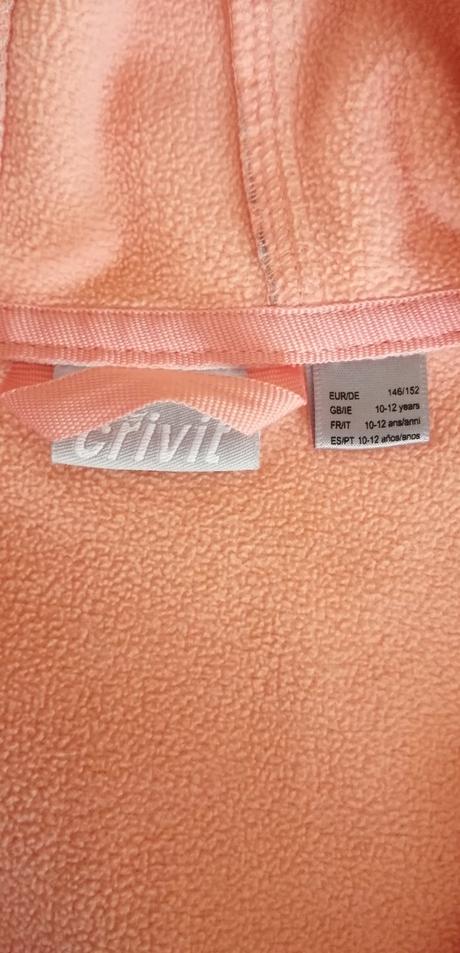 crivit
EUR/DE 146/152
GB/IE 10-12 years
FR/IT 10-12 ans/anni
ES/PT 10-12 años/anos